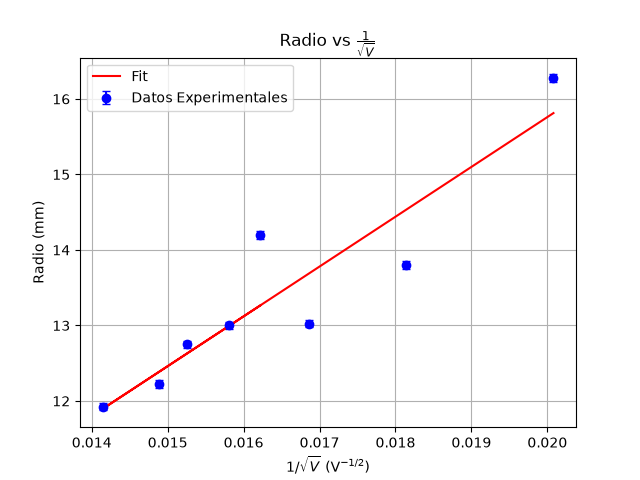 Radio vs 1/√V
Fit
Datos Experimentales
Radio (mm)
16
15
14
13
12
0.014 0.015 0.016 0.017 0.018 0.019 0.020
1/√V (V⁻¹/²)